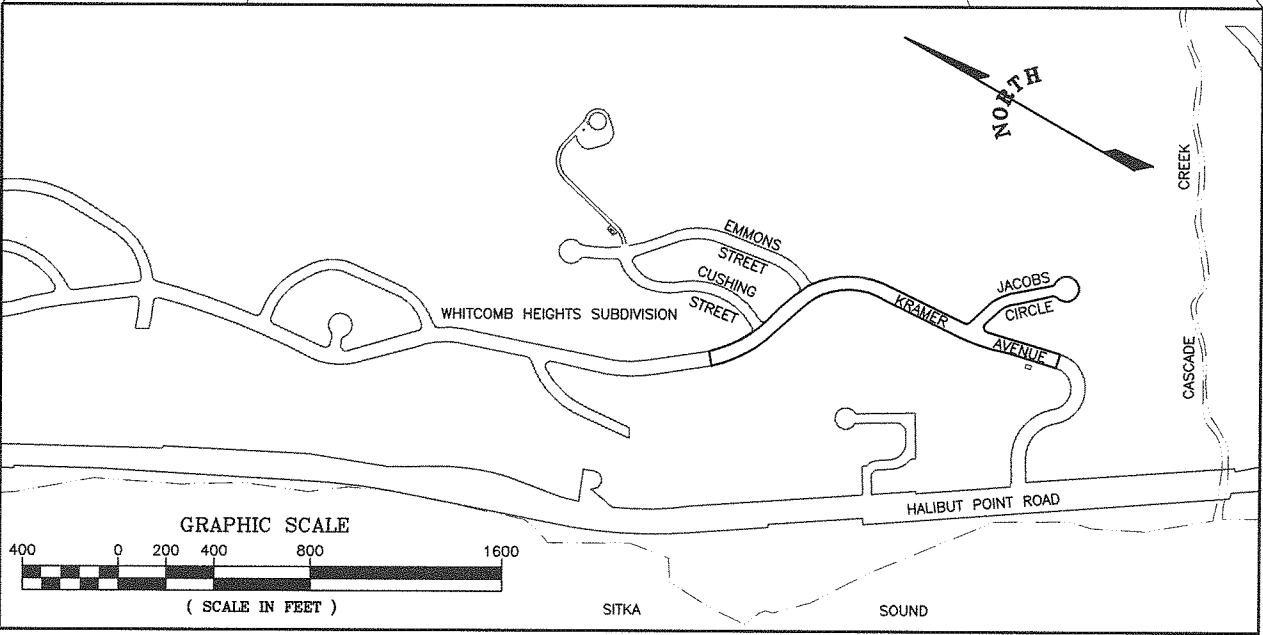 NORTH
CREEK
EMMONS
STREET
CUSHING
STREET
JACOBS
CIRCLE
WHITCOMB HEIGHTS SUBDIVISION
KRAMER
AVENUE
CASCADE
HALIBUT POINT ROAD
GRAPHIC SCALE
400 0 200 400 800 1600
( SCALE IN FEET )
SITKA SOUND